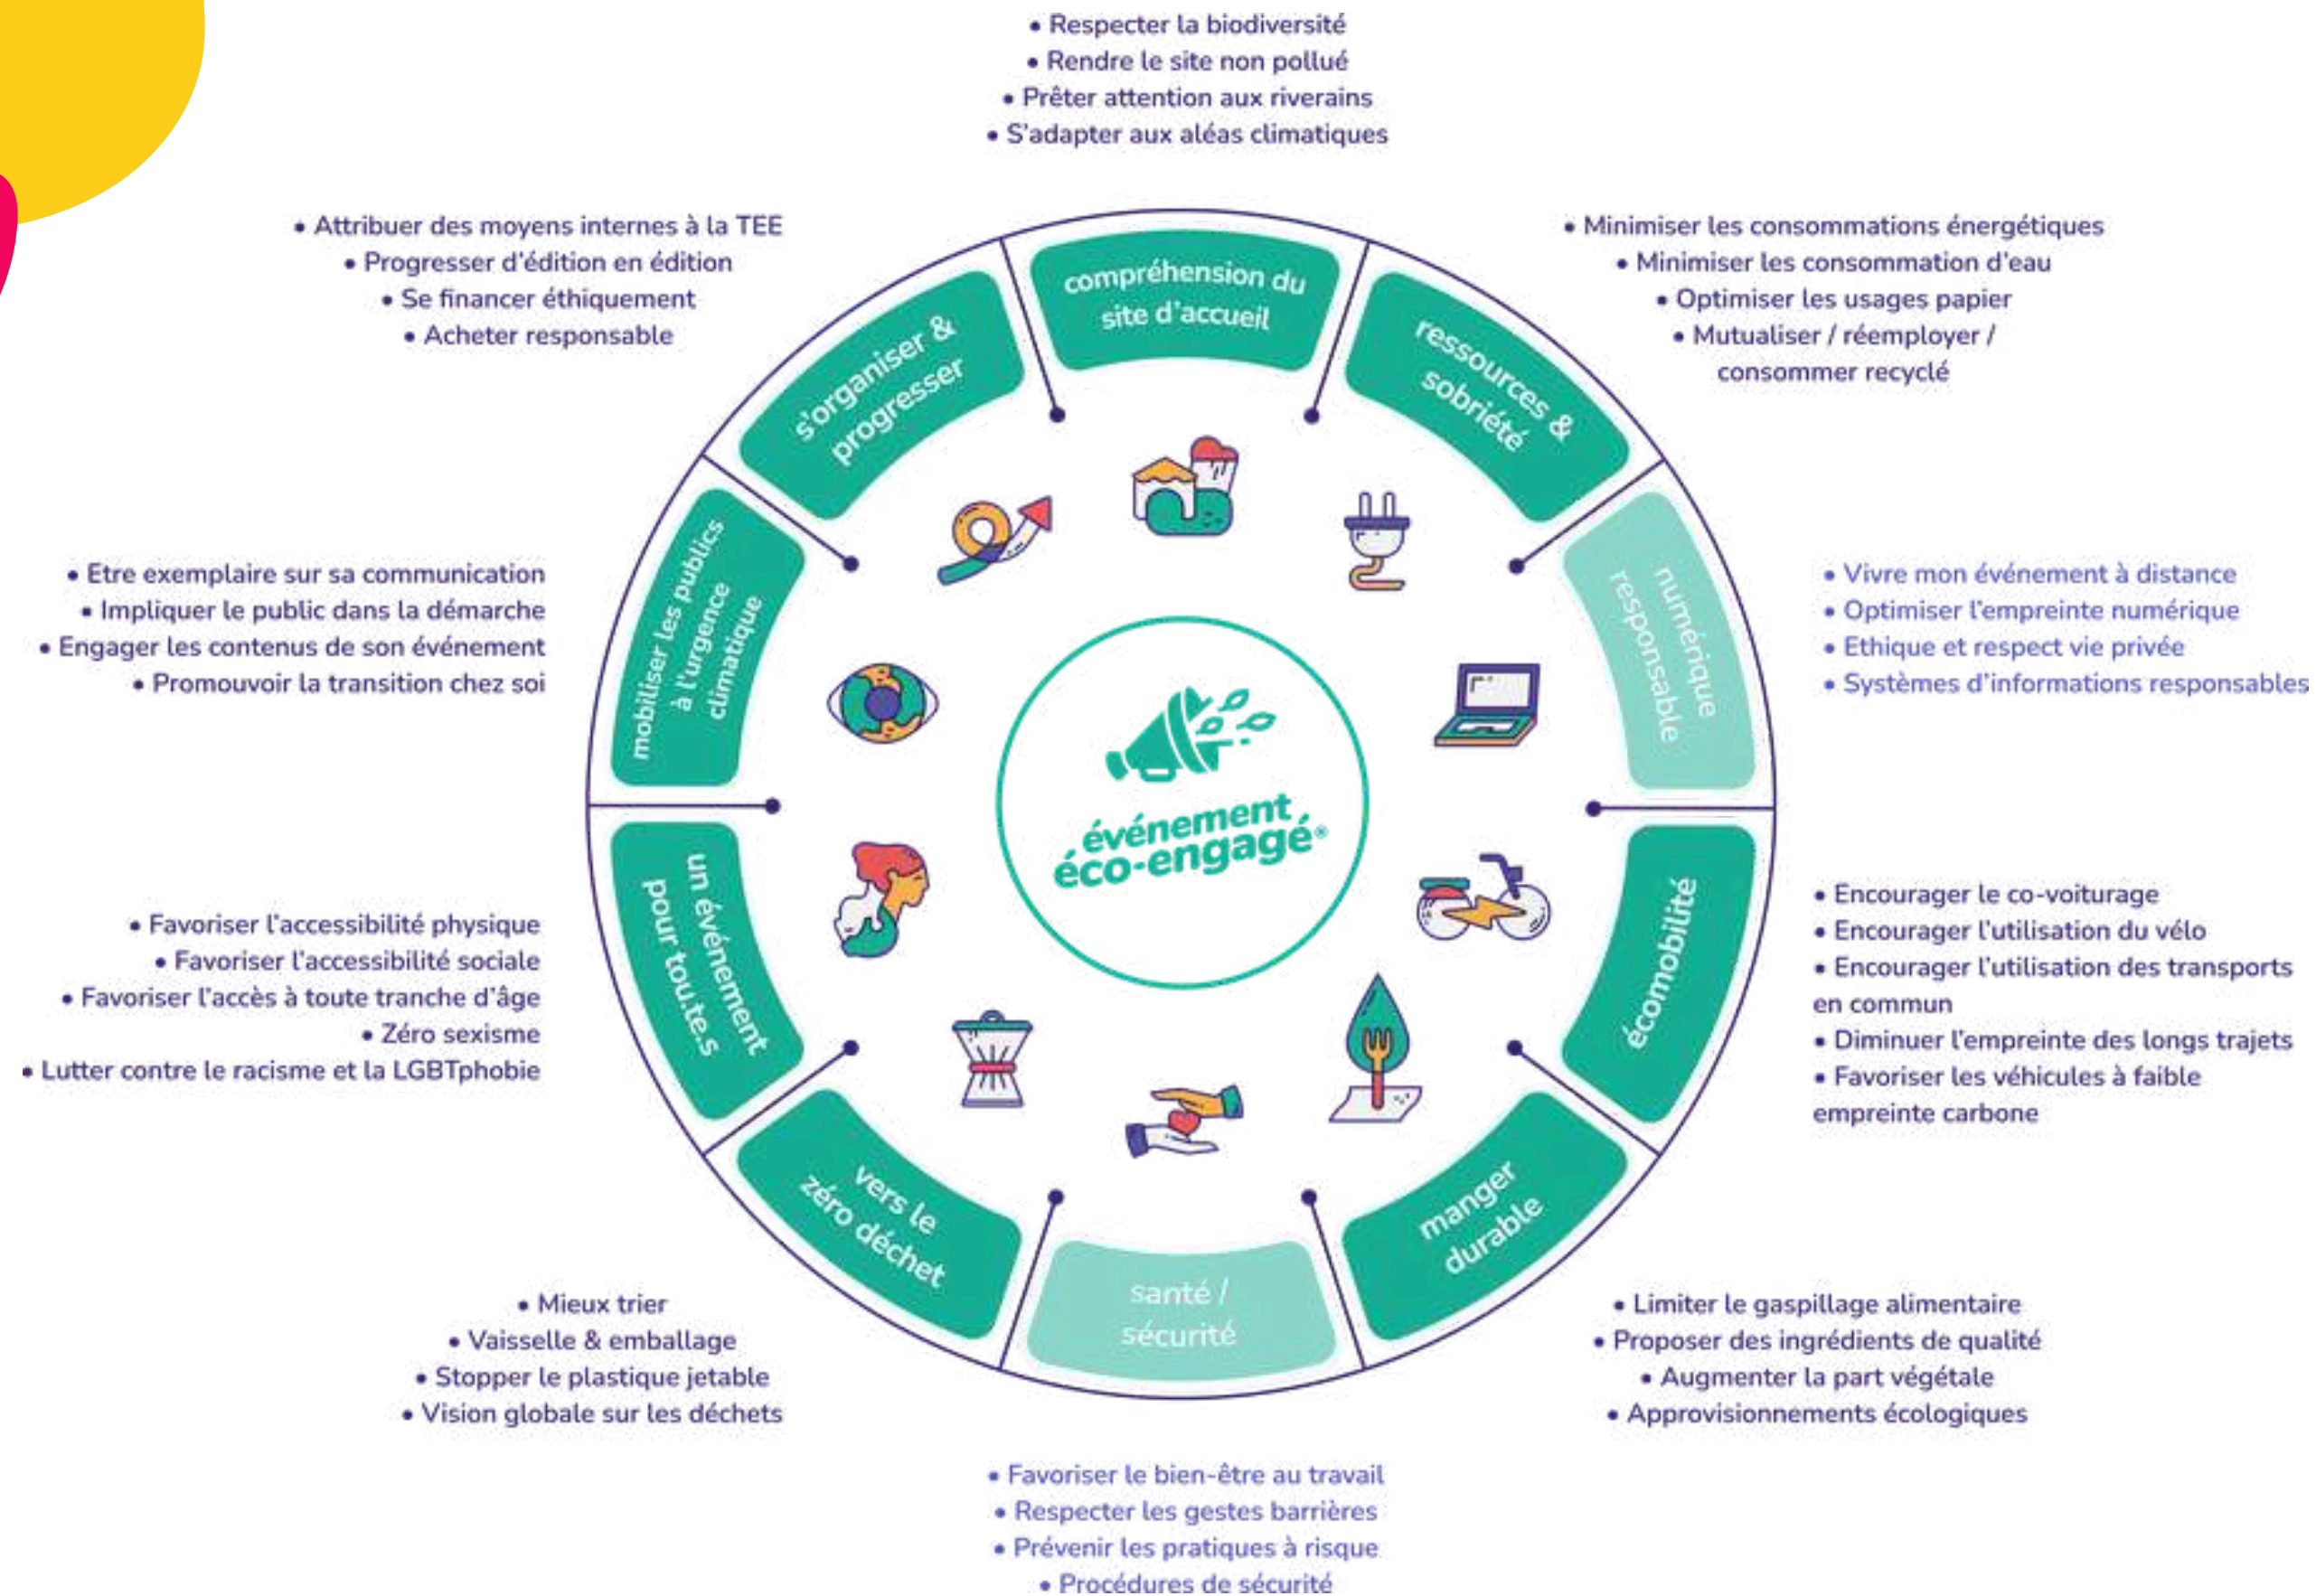 • Respecter la biodiversité
• Rendre le site non pollué
• Prêter attention aux riverains
• S'adapter aux aléas climatiques
compréhension du
site d'accueil
• Minimiser les consommations énergétiques
• Minimiser les consommation d'eau
• Optimiser les usages papier
• Mutualiser / réemployer /
consommer recyclé
ressources &
sobriété
• Vivre mon événement à distance
• Optimiser l'empreinte numérique
• Ethique et respect vie privée
• Systèmes d'informations responsables
numérique
responsable
• Encourager le co-voiturage
• Encourager l'utilisation du vélo
• Encourager l'utilisation des transports
en commun
• Diminuer l'empreinte des longs trajets
• Favoriser les véhicules à faible
empreinte carbone
écomobilité
• Limiter le gaspillage alimentaire
• Proposer des ingrédients de qualité
• Augmenter la part végétale
• Approvisionnements écologiques
manger
durable
• Favoriser le bien-être au travail
• Respecter les gestes barrières
• Prévenir les pratiques à risque
• Procédures de sécurité
santé /
sécurité
• Mieux trier
• Vaisselle & emballage
• Stopper le plastique jetable
• Vision globale sur les déchets
vers le
zéro déchet
• Favoriser l'accessibilité physique
• Favoriser l'accessibilité sociale
• Favoriser l'accès à toute tranche d'âge
• Zéro sexisme
• Lutter contre le racisme et la LGBTphobie
un événement
pour tou.te.s
• Etre exemplaire sur sa communication
• Impliquer le public dans la démarche
• Engager les contenus de son événement
• Promouvoir la transition chez soi
mobiliser les publics
à l'urgence
climatique
• Attribuer des moyens internes à la TEE
• Progresser d'édition en édition
• Se financer éthiquement
• Acheter responsable
s'organiser &
progresser
événement
éco-engagé®